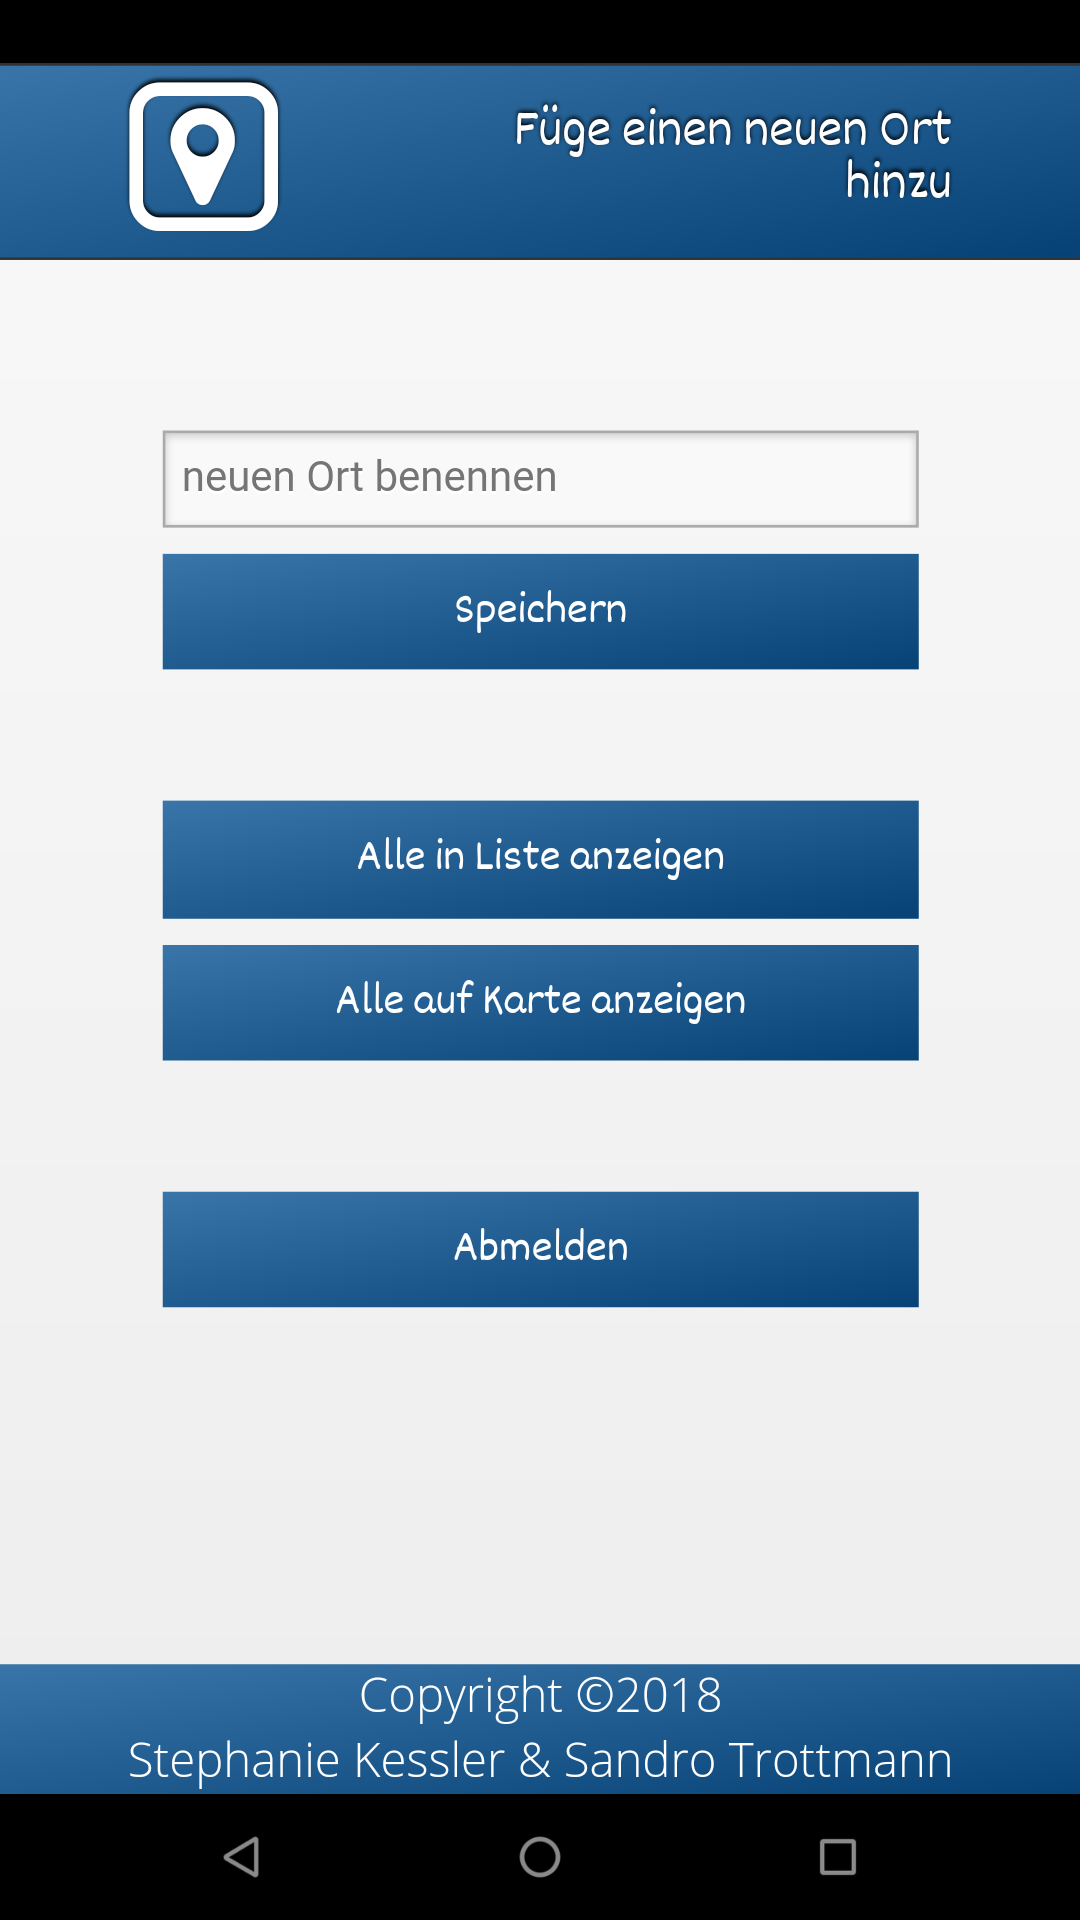 Füge einen neuen Ort
hinzu
neuen Ort benennen
Speichern
Alle in Liste anzeigen
Alle auf Karte anzeigen
Abmelden
Copyright ©2018
Stephanie Kessler & Sandro Trottmann